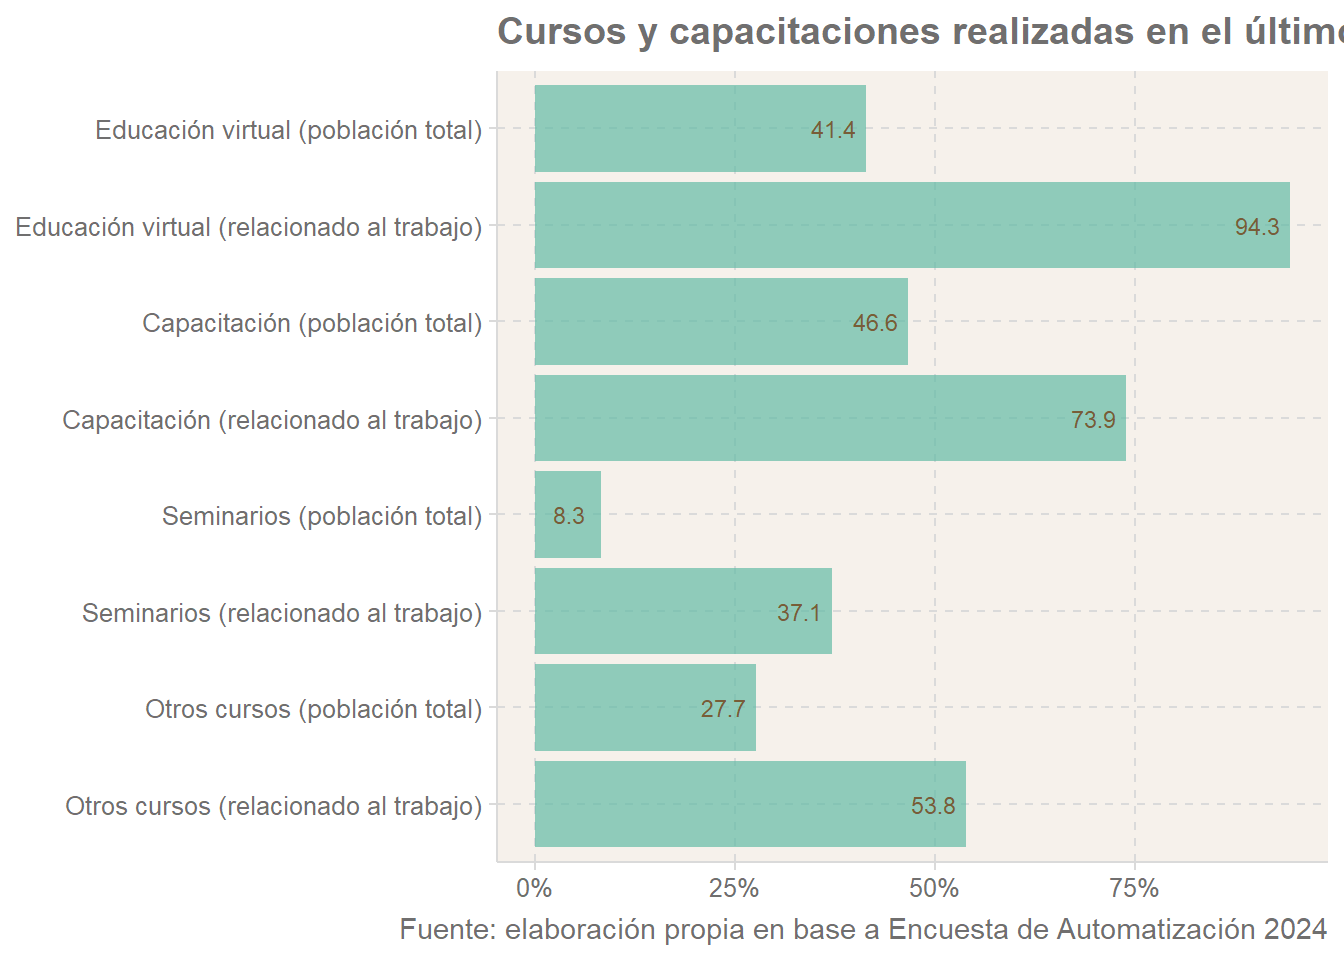 Cursos y capacitaciones realizadas en el último
Educación virtual (población total)
41.4
Educación virtual (relacionado al trabajo)
94.3
Capacitación (población total)
46.6
Capacitación (relacionado al trabajo)
73.9
Seminarios (población total)
8.3
Seminarios (relacionado al trabajo)
37.1
Otros cursos (población total)
27.7
Otros cursos (relacionado al trabajo)
53.8
0% 25% 50% 75%
Fuente: elaboración propia en base a Encuesta de Automatización 2024